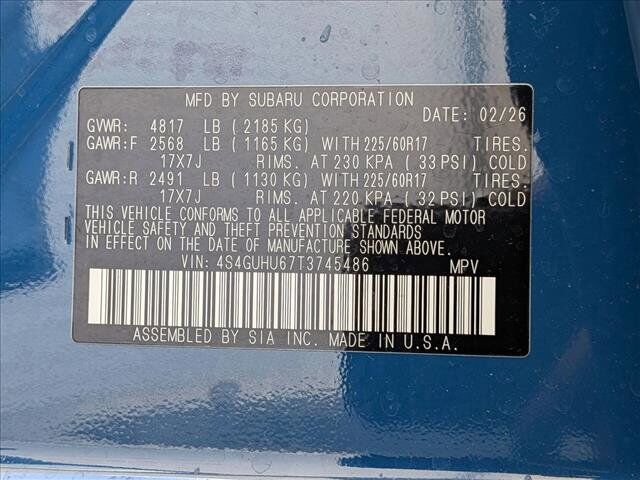 MFD BY SUBARU CORPORATION
DATE: 02/26
GVWR: 4817 LB ( 2185 KG)
GAWR:F 2568 LB ( 1165 KG) WITH 225/60R17 TIRES.
17X7J RIMS. AT 230 KPA ( 33 PSI) COLD
GAWR:R 2491 LB ( 1130 KG) WITH 225/60R17 TIRES.
17X7J RIMS. AT 220 KPA ( 32 PSI) COLD
THIS VEHICLE CONFORMS TO ALL APPLICABLE FEDERAL MOTOR
VEHICLE SAFETY AND THEFT PREVENTION STANDARDS
IN EFFECT ON THE DATE OF MANUFACTURE SHOWN ABOVE.
VIN: 4S4GUHU67T3745486 MPV
ASSEMBLED BY SIA INC. MADE IN U.S.A.